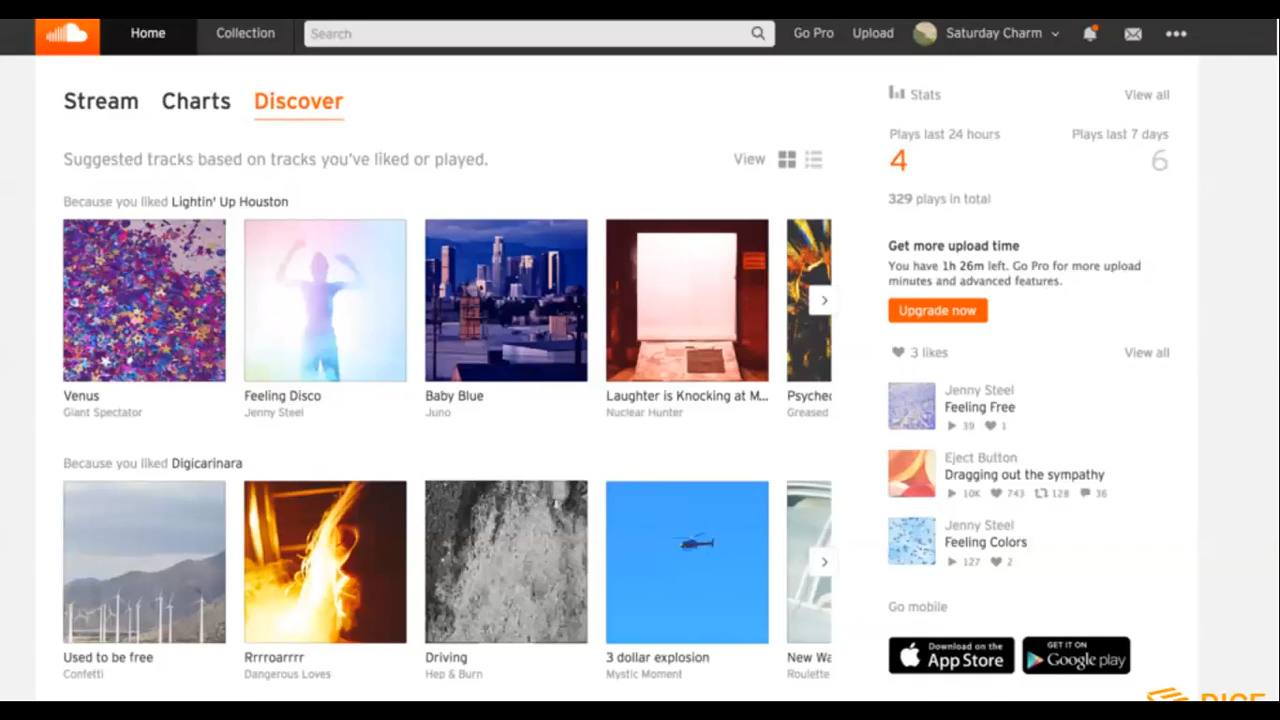 Home
Collection
Search
Go Pro
Upload
Saturday Charm
Stream
Charts
Discover
Suggested tracks based on tracks you've liked or played.
View
Because you liked Lightin' Up Houston
Venus
Giant Spectator
Feeling Disco
Jenny Steel
Baby Blue
Juno
Laughter is Knocking at M...
Nuclear Hunter
Greased
Because you liked Digicarinara
Used to be free
Confetti
Rrrroarrrr
Dangerous Loves
Driving
Hep & Burn
3 dollar explosion
Mystic Moment
New
Roulette
Stats
View all
Plays last 24 hours
Plays last 7 days
4
6
329 plays in total
Get more upload time
You have 1h 26m left. Go Pro for more upload
minutes and advanced features.
Upgrade now
3 likes
View all
Jenny Steel
Feeling Free
39 1
Eject Button
Dragging out the sympathy
10K 743 128 36
Jenny Steel
Feeling Colors
127 2
Go mobile
Download on the
App Store
GET IT ON
Google play